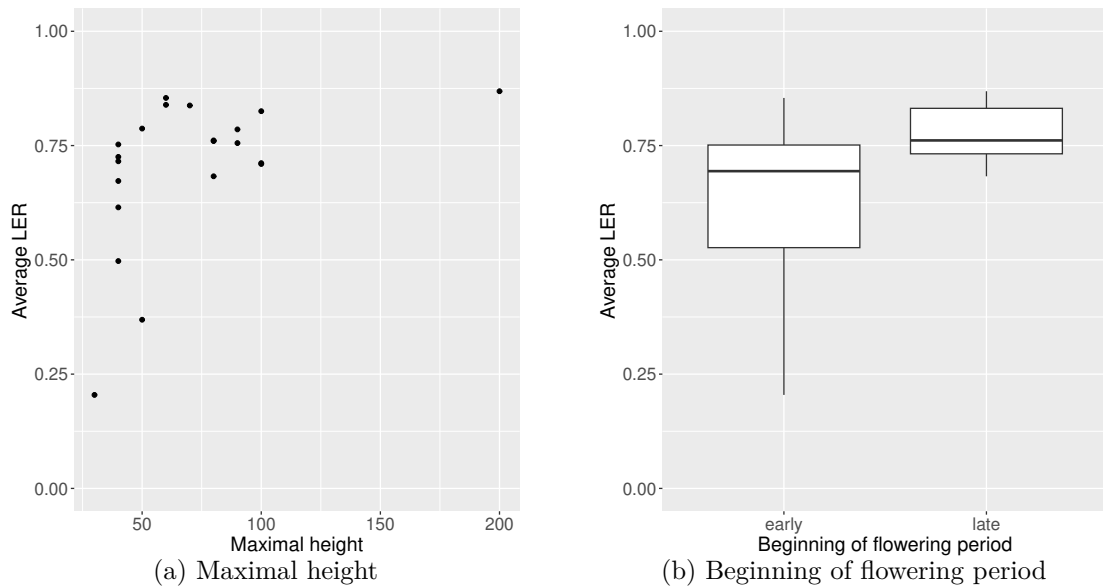 1.00
0.75
0.50
0.25
0.00
Average LER
50
100
150
200
Maximal height
(a) Maximal height
1.00
0.75
0.50
0.25
0.00
Average LER
early
late
Beginning of flowering period
(b) Beginning of flowering period